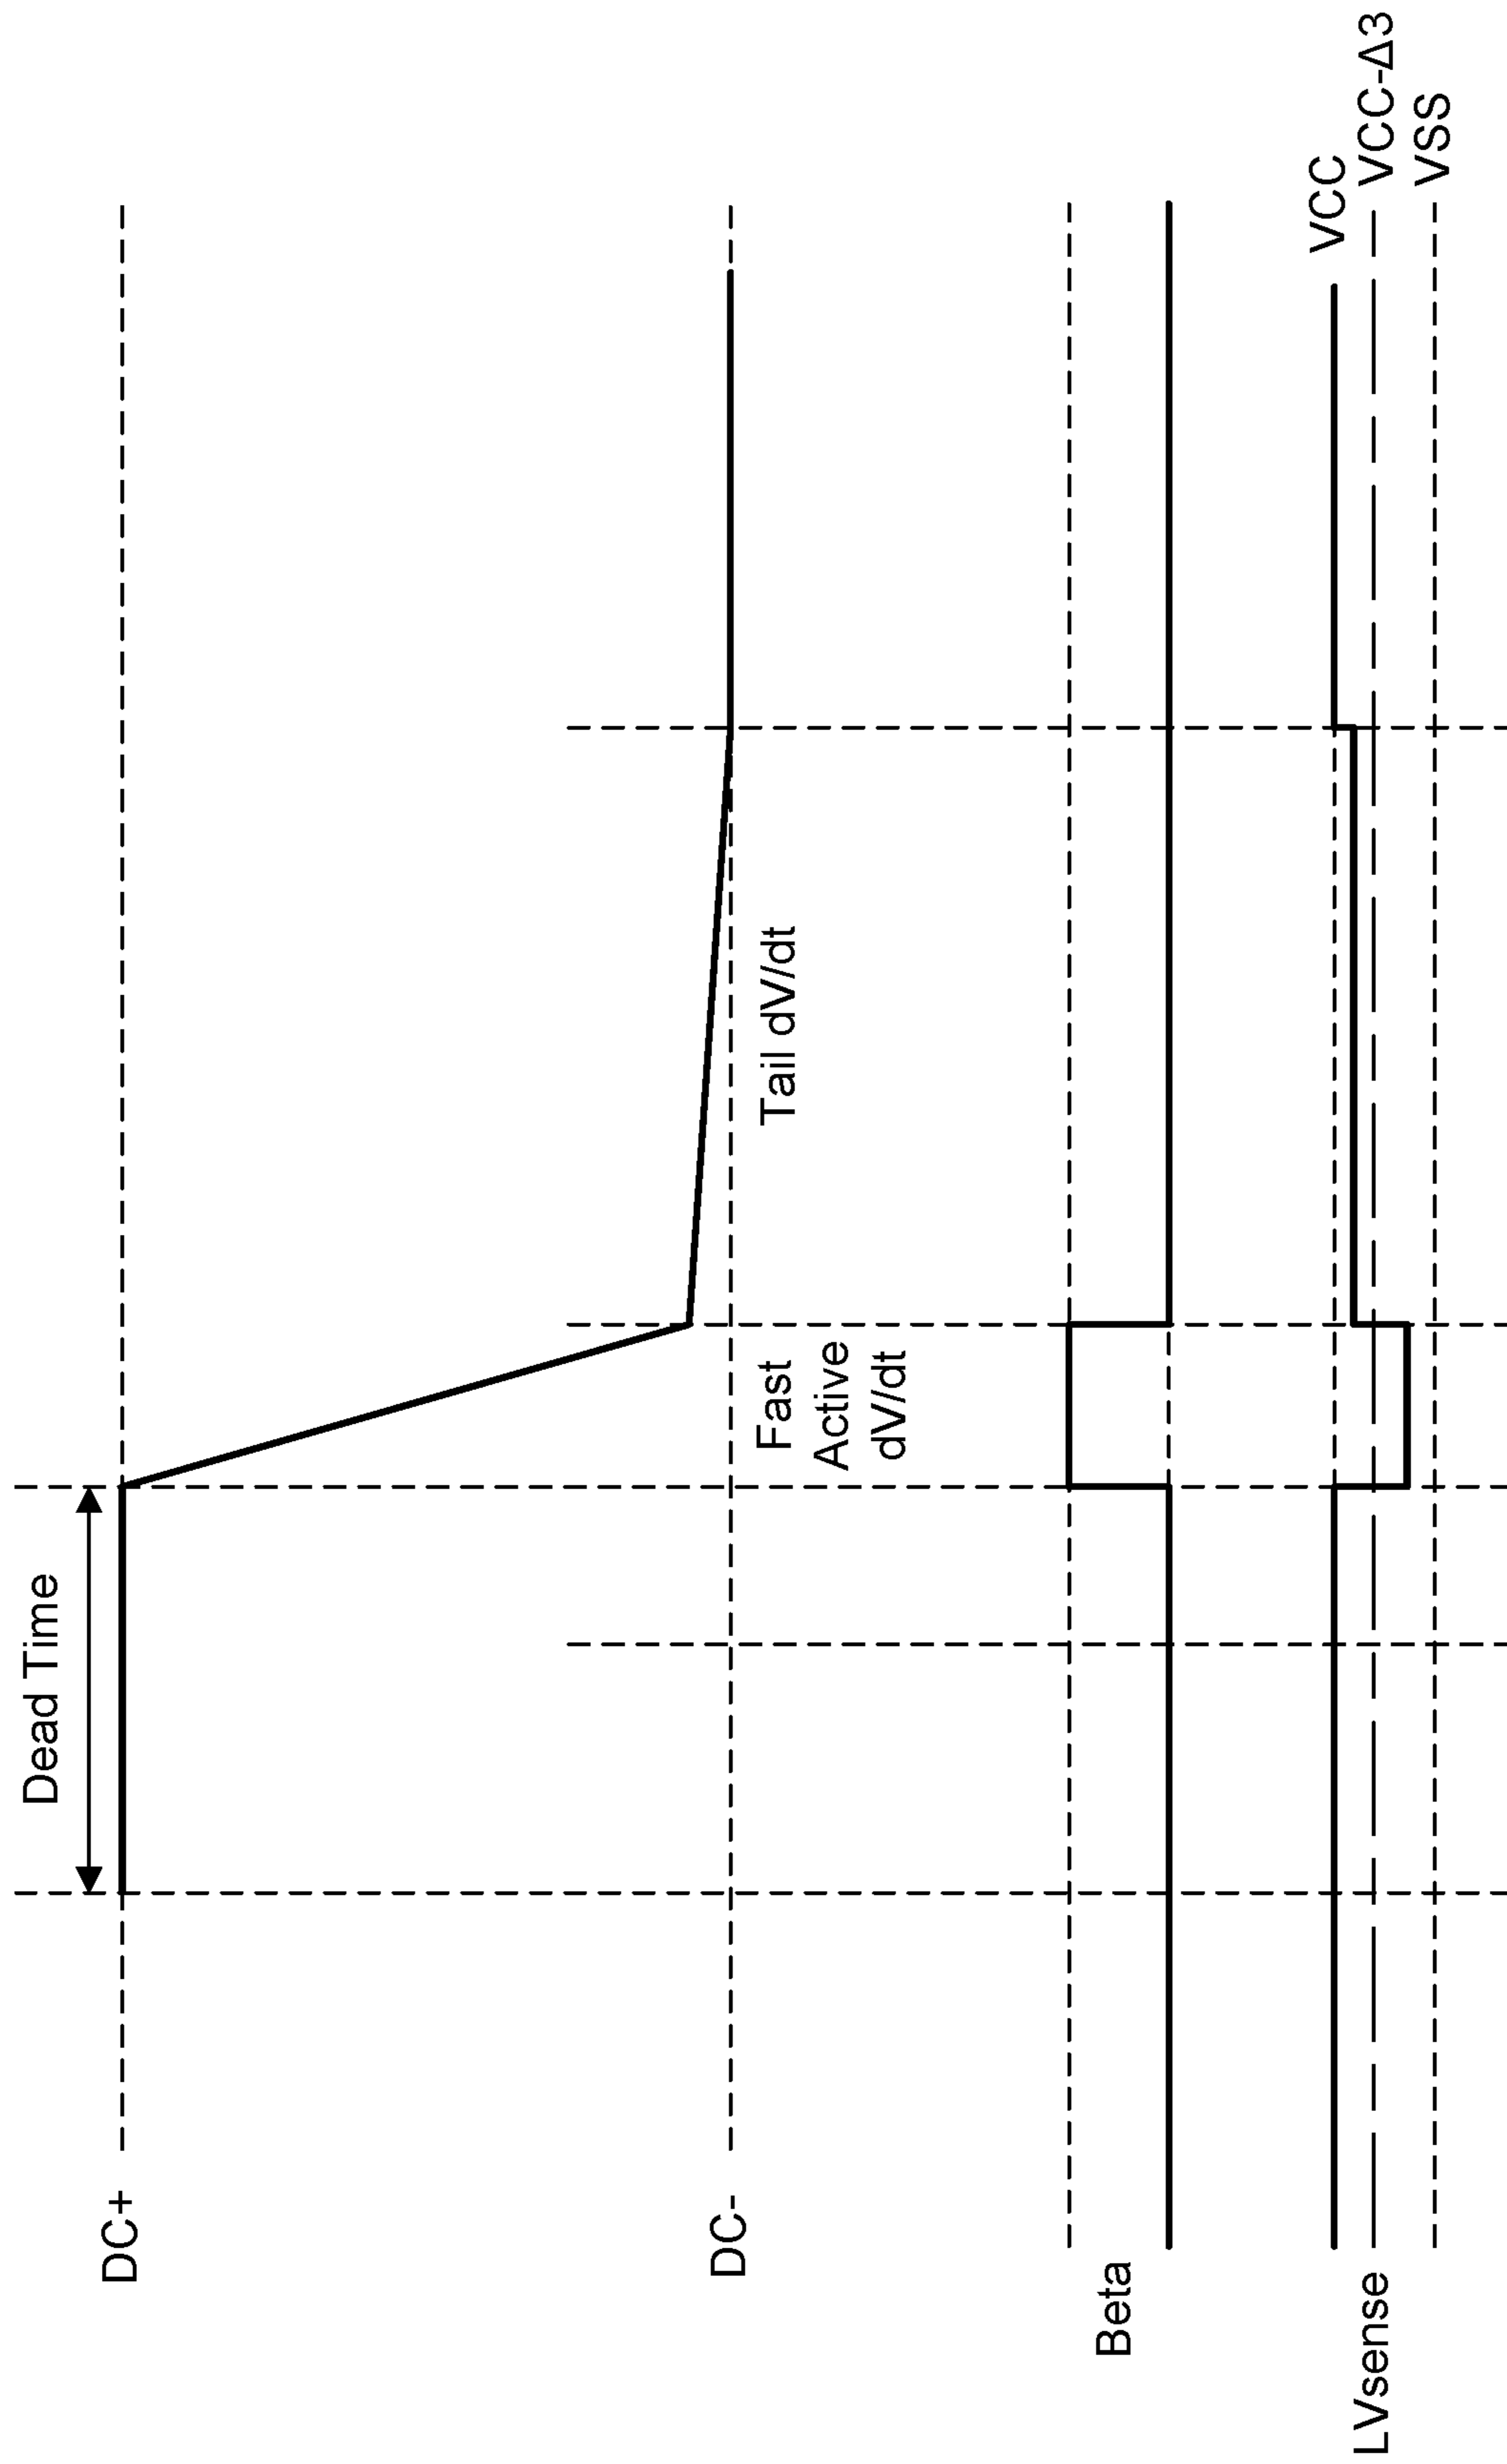 Dead Time
DC+
DC-
Fast
Active
dV/dt
Tail dV/dt
Beta
LVsense
VCC
VCC-Δ3
VSS